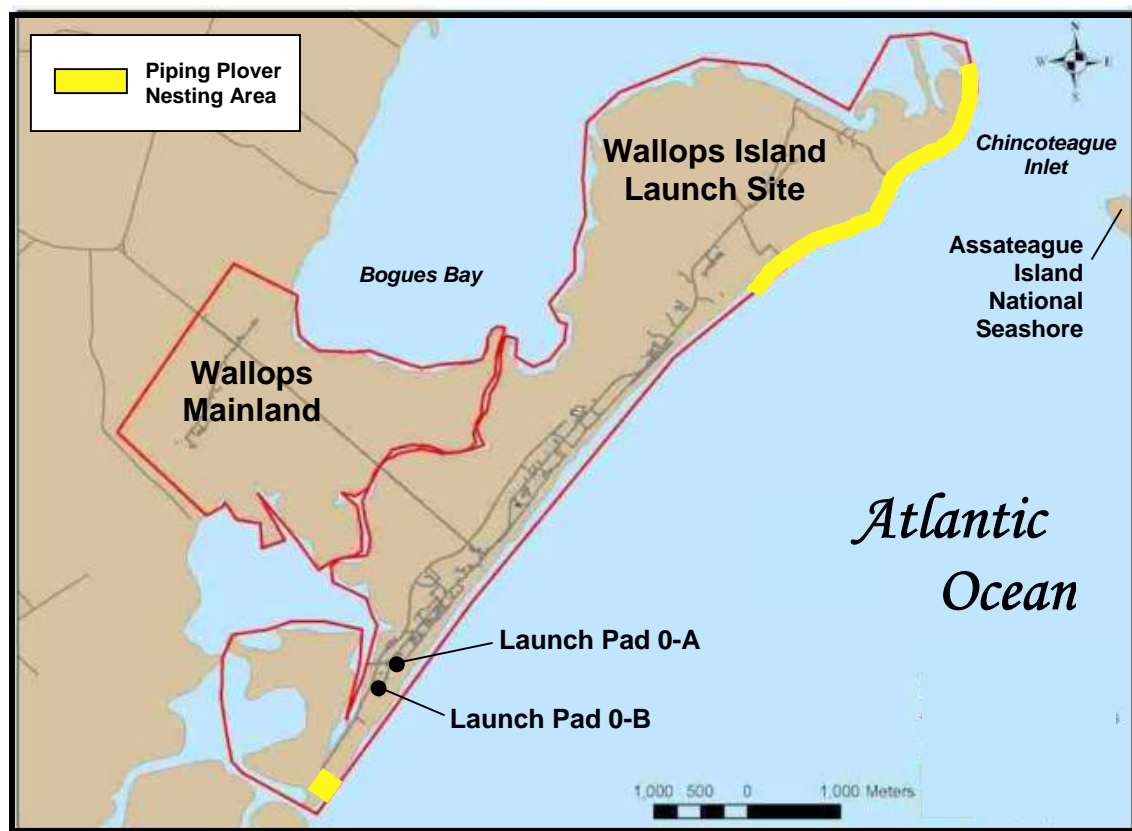 Piping Plover
Nesting Area
N
W
E
S
Wallops Island
Launch Site
Chincoteague
Inlet
Assateague
Island
National
Seashore
Bogues Bay
Wallops
Mainland
Atlantic
Ocean
Launch Pad 0-A
Launch Pad 0-B
1,000 500 0 1,000 Meters